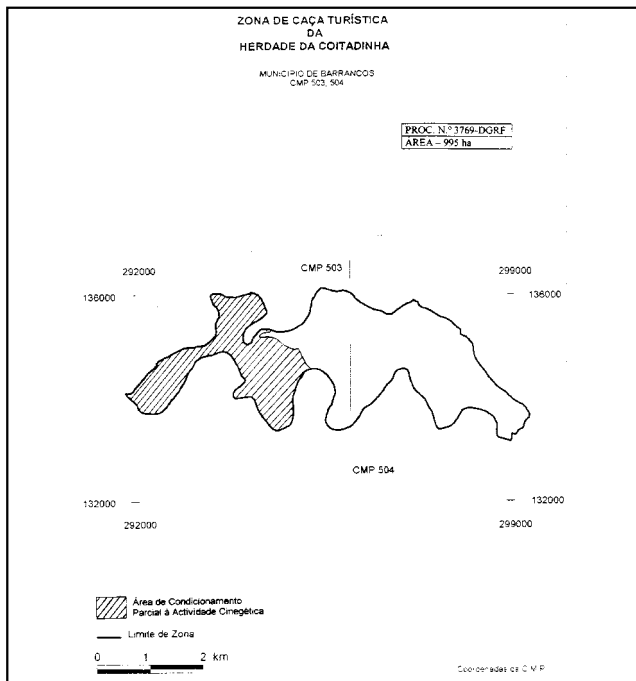 ZONA DE CAÇA TURÍSTICA
DA
HERDADE DA COITADINHA
MUNICÍPIO DE BARRANCOS
CMP 503, 504
PROC. N.º 3769-DGRF
ÁREA – 995 ha
292000
CMP 503
299000
136000
136000
CMP 504
132000
132000
292000
299000
Área de Condicionamento
Parcial à Actividade Cinegética
Limite de Zona
0 1 2 km
Coordenadas da C.M.P.